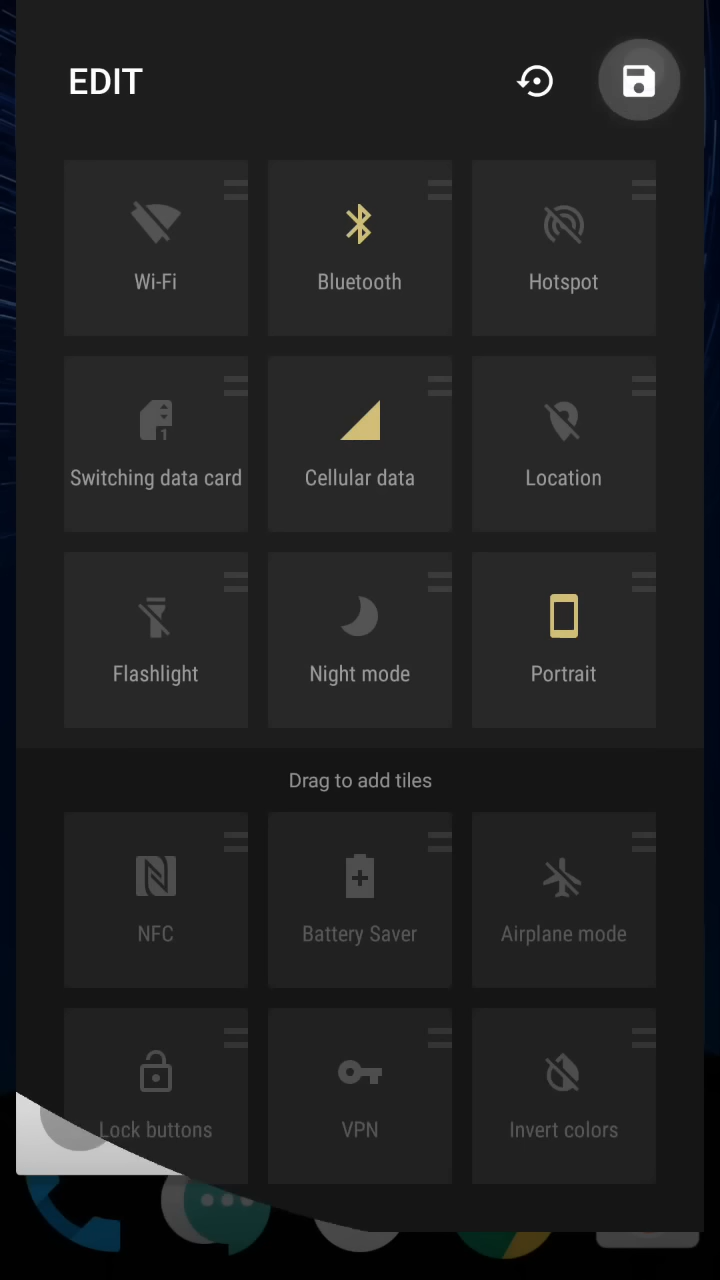 EDIT
Wi-Fi
Bluetooth
Hotspot
1
Switching data card
Cellular data
Location
Flashlight
Night mode
Portrait
Drag to add tiles
NFC
Battery Saver
Airplane mode
Lock buttons
VPN
Invert colors